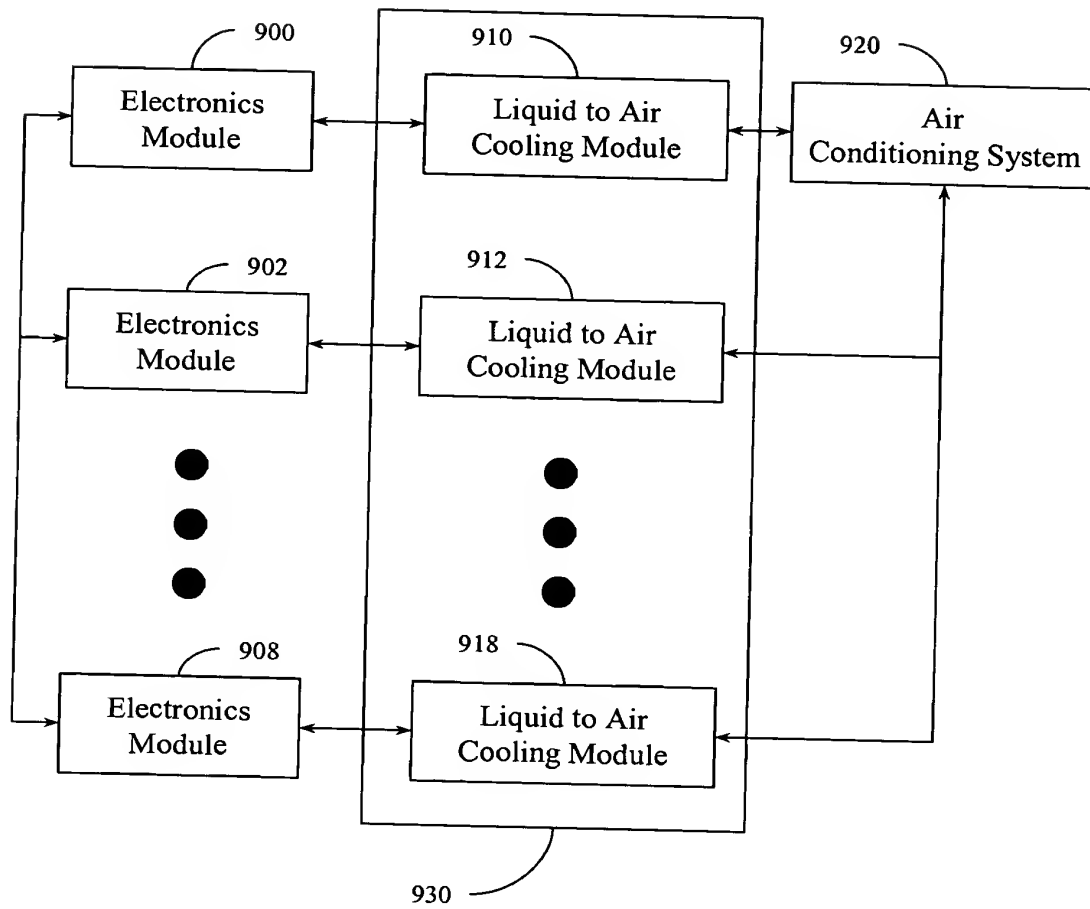 900
910
920
Electronics
Module
Liquid to Air
Cooling Module
Air
Conditioning System
902
912
Electronics
Module
Liquid to Air
Cooling Module
908
918
Electronics
Module
Liquid to Air
Cooling Module
930